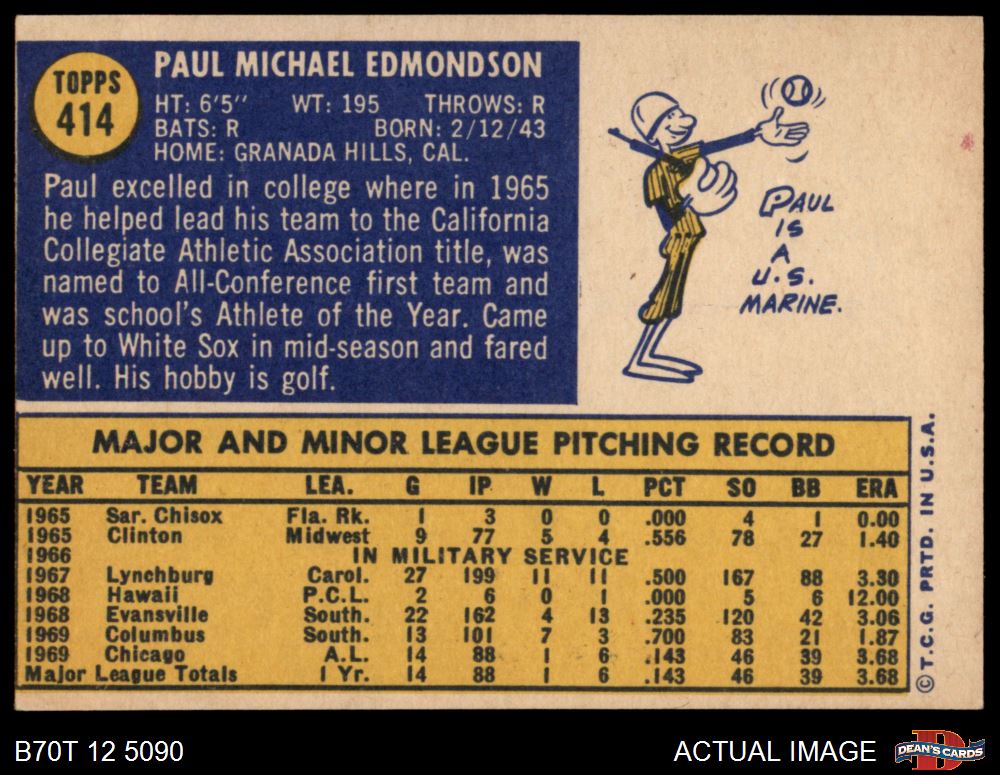 TOPPS
414
PAUL MICHAEL EDMONDSON
HT: 6'5" WT: 195 THROWS: R
BATS: R BORN: 2/12/43
HOME: GRANADA HILLS, CAL.
Paul excelled in college where in 1965
he helped lead his team to the California
Collegiate Athletic Association title, was
named to All-Conference first team and
was school's Athlete of the Year. Came
up to White Sox in mid-season and fared
well. His hobby is golf.
PAUL
IS
A
U.S.
MARINE.
MAJOR AND MINOR LEAGUE PITCHING RECORD
YEAR TEAM LEA. G IP W L PCT SO BB ERA
1965 Sar. Chisox Fla. Rk. 1 3 0 0 .000 4 1 0.00
1965 Clinton Midwest 9 77 5 4 .556 78 27 1.40
1966 IN MILITARY SERVICE
1967 Lynchburg Carol. 27 199 11 11 .500 167 88 3.30
1968 Hawaii P.C.L. 2 6 0 1 .000 5 6 12.00
1968 Evansville South. 22 162 4 13 .235 120 42 3.06
1969 Columbus South. 13 101 7 3 .700 83 21 1.87
1969 Chicago A.L. 14 88 1 6 .143 46 39 3.68
Major League Totals 1 Yr. 14 88 1 6 .143 46 39 3.68
© T.C.G. PRTD. IN U.S.A.
B70T 12 5090
ACTUAL IMAGE
DEAN'S CARDS